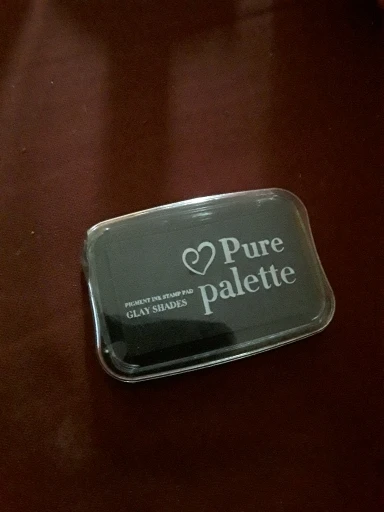 Pure
palette
PIGMENT INK STAMP PAD
GLAY SHADES